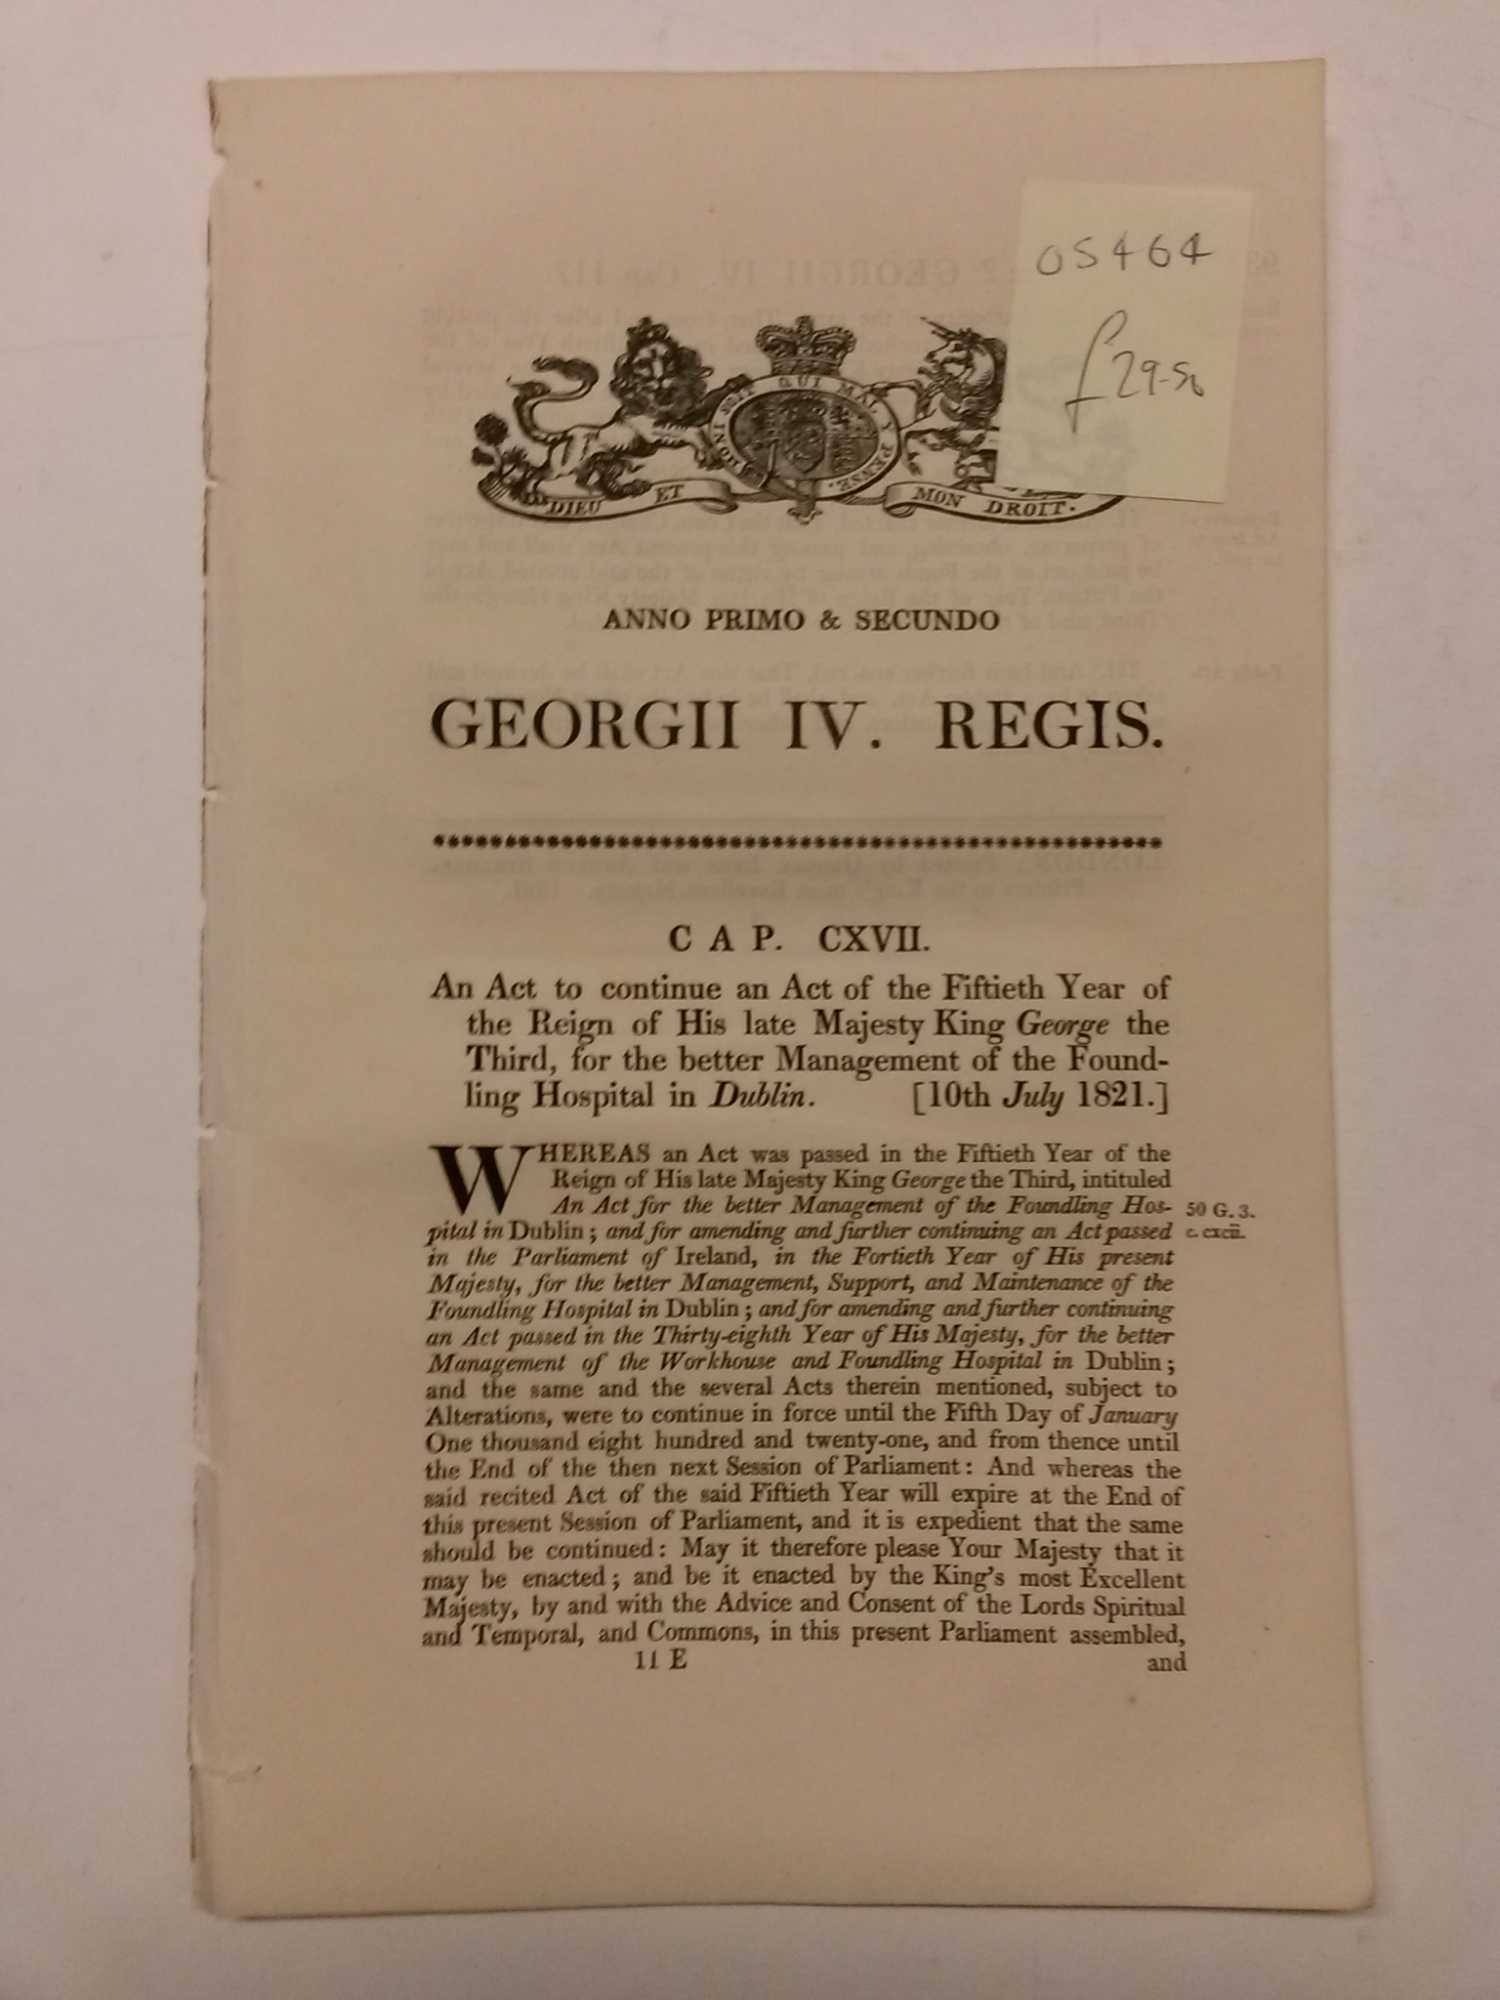 05464
£29-50
HONI SOIT QUI MAL Y PENSE.
DIEU ET MON DROIT.
ANNO PRIMO & SECUNDO
GEORGII IV. REGIS.
CAP. CXVII.
An Act to continue an Act of the Fiftieth Year of
the Reign of His late Majesty King George the
Third, for the better Management of the Found-
ling Hospital in Dublin. [10th July 1821.]
WHEREAS an Act was passed in the Fiftieth Year of the
Reign of His late Majesty King George the Third, intituled
An Act for the better Management of the Foundling Hos-
pital in Dublin; and for amending and further continuing an Act passed
in the Parliament of Ireland, in the Fortieth Year of His present
Majesty, for the better Management, Support, and Maintenance of the
Foundling Hospital in Dublin; and for amending and further continuing
an Act passed in the Thirty-eighth Year of His Majesty, for the better
Management of the Workhouse and Foundling Hospital in Dublin;
and the same and the several Acts therein mentioned, subject to
Alterations, were to continue in force until the Fifth Day of January
One thousand eight hundred and twenty-one, and from thence until
the End of the then next Session of Parliament: And whereas the
said recited Act of the said Fiftieth Year will expire at the End of
this present Session of Parliament, and it is expedient that the same
should be continued: May it therefore please Your Majesty that it
may be enacted; and be it enacted by the King's most Excellent
Majesty, by and with the Advice and Consent of the Lords Spiritual
and Temporal, and Commons, in this present Parliament assembled,
11 E and
50 G. 3.
c. cxcii.